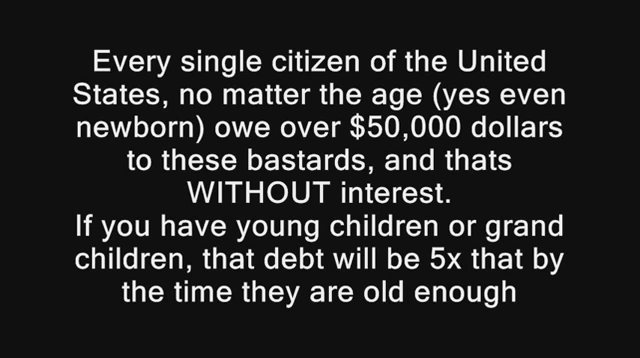 Every single citizen of the United
States, no matter the age (yes even
newborn) owe over $50,000 dollars
to these bastards, and thats
WITHOUT interest.
If you have young children or grand
children, that debt will be 5x that by
the time they are old enough